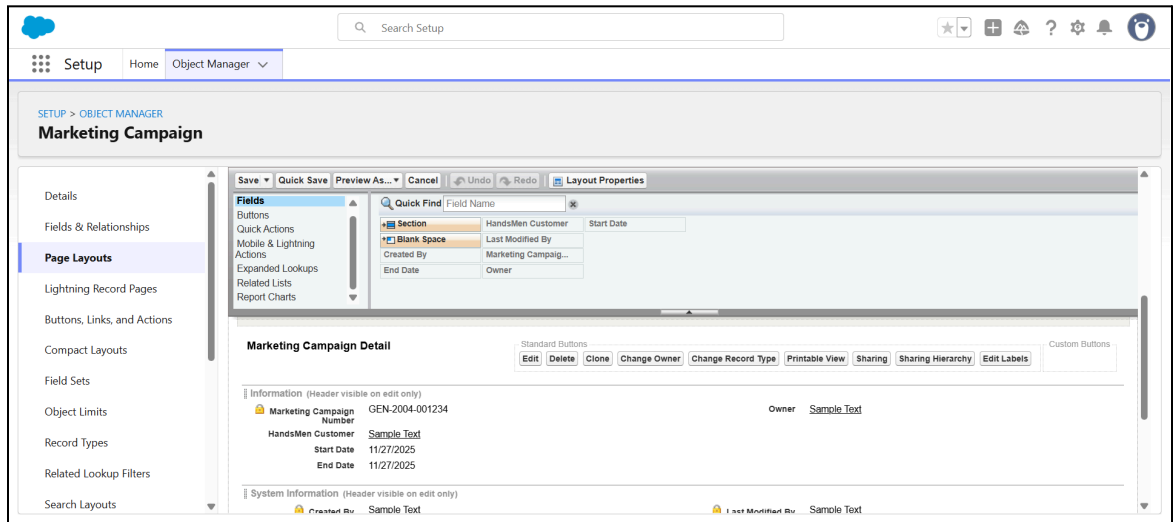 Search Setup
Setup Home Object Manager
SETUP > OBJECT MANAGER
Marketing Campaign
Details
Fields & Relationships
Page Layouts
Lightning Record Pages
Buttons, Links, and Actions
Compact Layouts
Field Sets
Object Limits
Record Types
Related Lookup Filters
Search Layouts
Save Quick Save Preview As... Cancel Undo Redo Layout Properties
Fields
Buttons
Quick Actions
Mobile & Lightning
Actions
Expanded Lookups
Related Lists
Report Charts
Quick Find Field Name
Section HandsMen Customer Start Date
Blank Space Last Modified By
Created By Marketing Campaig...
End Date Owner
Marketing Campaign Detail
Standard Buttons
Edit Delete Clone Change Owner Change Record Type Printable View Sharing Sharing Hierarchy Edit Labels
Custom Buttons
Information (Header visible on edit only)
Marketing Campaign
Number GEN-2004-001234
Owner Sample Text
HandsMen Customer Sample Text
Start Date 11/27/2025
End Date 11/27/2025
System Information (Header visible on edit only)
Created By Sample Text Last Modified By Sample Text